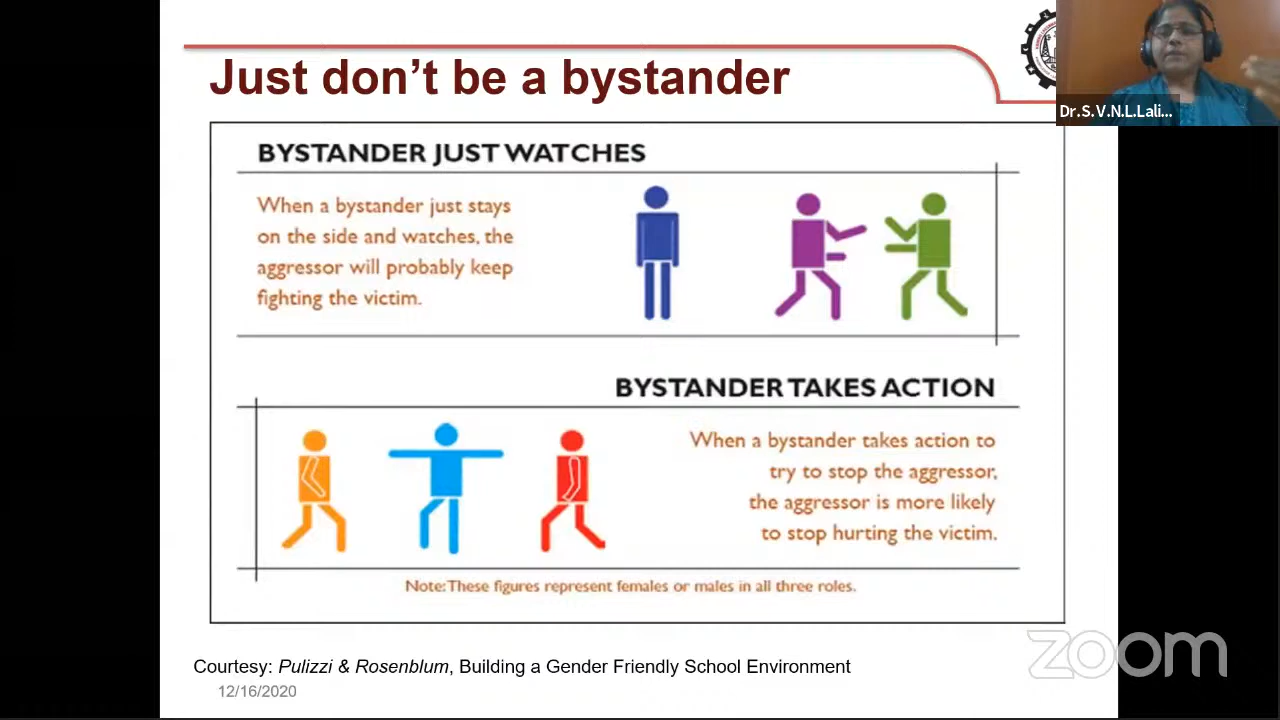 Just don't be a bystander
Dr.S.V.N.L.Lali...
BYSTANDER JUST WATCHES
When a bystander just stays
on the side and watches, the
aggressor will probably keep
fighting the victim.
BYSTANDER TAKES ACTION
When a bystander takes action to
try to stop the aggressor,
the aggressor is more likely
to stop hurting the victim.
Note: These figures represent females or males in all three roles.
Courtesy: Pulizzi & Rosenblum, Building a Gender Friendly School Environment
12/16/2020
zoom